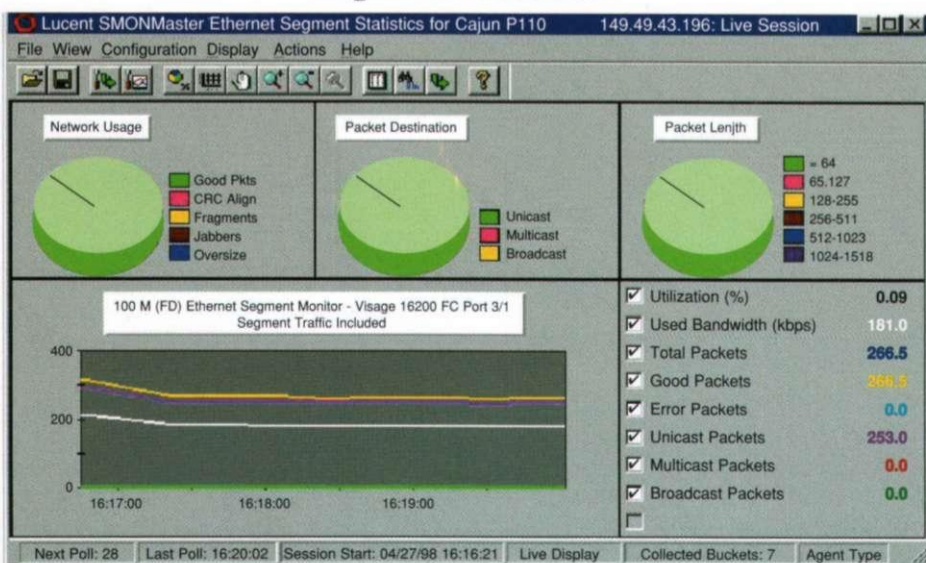 Lucent SMONMaster Ethernet Segment Statistics for Cajun P110 149.49.43.196: Live Session
File Wiew Configuration Display Actions Help
Network Usage
Good Pkts
CRC Align
Fragments
Jabbers
Oversize
Packet Destination
Unicast
Multicast
Broadcast
Packet Lenjth
= 64
65.127
128-255
256-511
512-1023
1024-1518
100 M (FD) Ethernet Segment Monitor - Visage 16200 FC Port 3/1
Segment Traffic Included
400
200
0
16:17:00 16:18:00 16:19:00
Utilization (%) 0.09
Used Bandwidth (kbps) 181.0
Total Packets 266.5
Good Packets 266.5
Error Packets 0.0
Unicast Packets 253.0
Multicast Packets 0.0
Broadcast Packets 0.0
Next Poll: 28 Last Poll: 16:20:02 Session Start: 04/27/98 16:16:21 Live Display Collected Buckets: 7 Agent Type